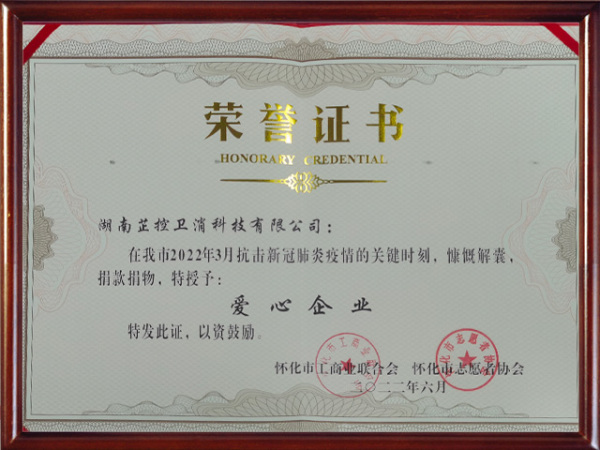 荣誉证书
HONORARY CREDENTIAL
湖南芷控卫消科技有限公司：
在我市2022年3月抗击新冠肺炎疫情的关键时刻，慷慨解囊，
捐款捐物，特授予：
爱心企业
特发此证，以资鼓励。
怀化市工商业联合会 怀化市志愿者协会
二〇二二年六月